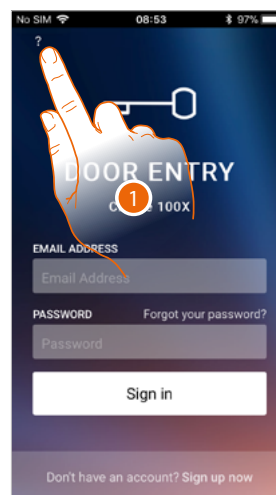 No SIM 08:53 97%
?
DOOR ENTRY
100X
1
EMAIL ADDRESS
Email Address
PASSWORD Forgot your password?
Password
Sign in
Don't have an account? Sign up now